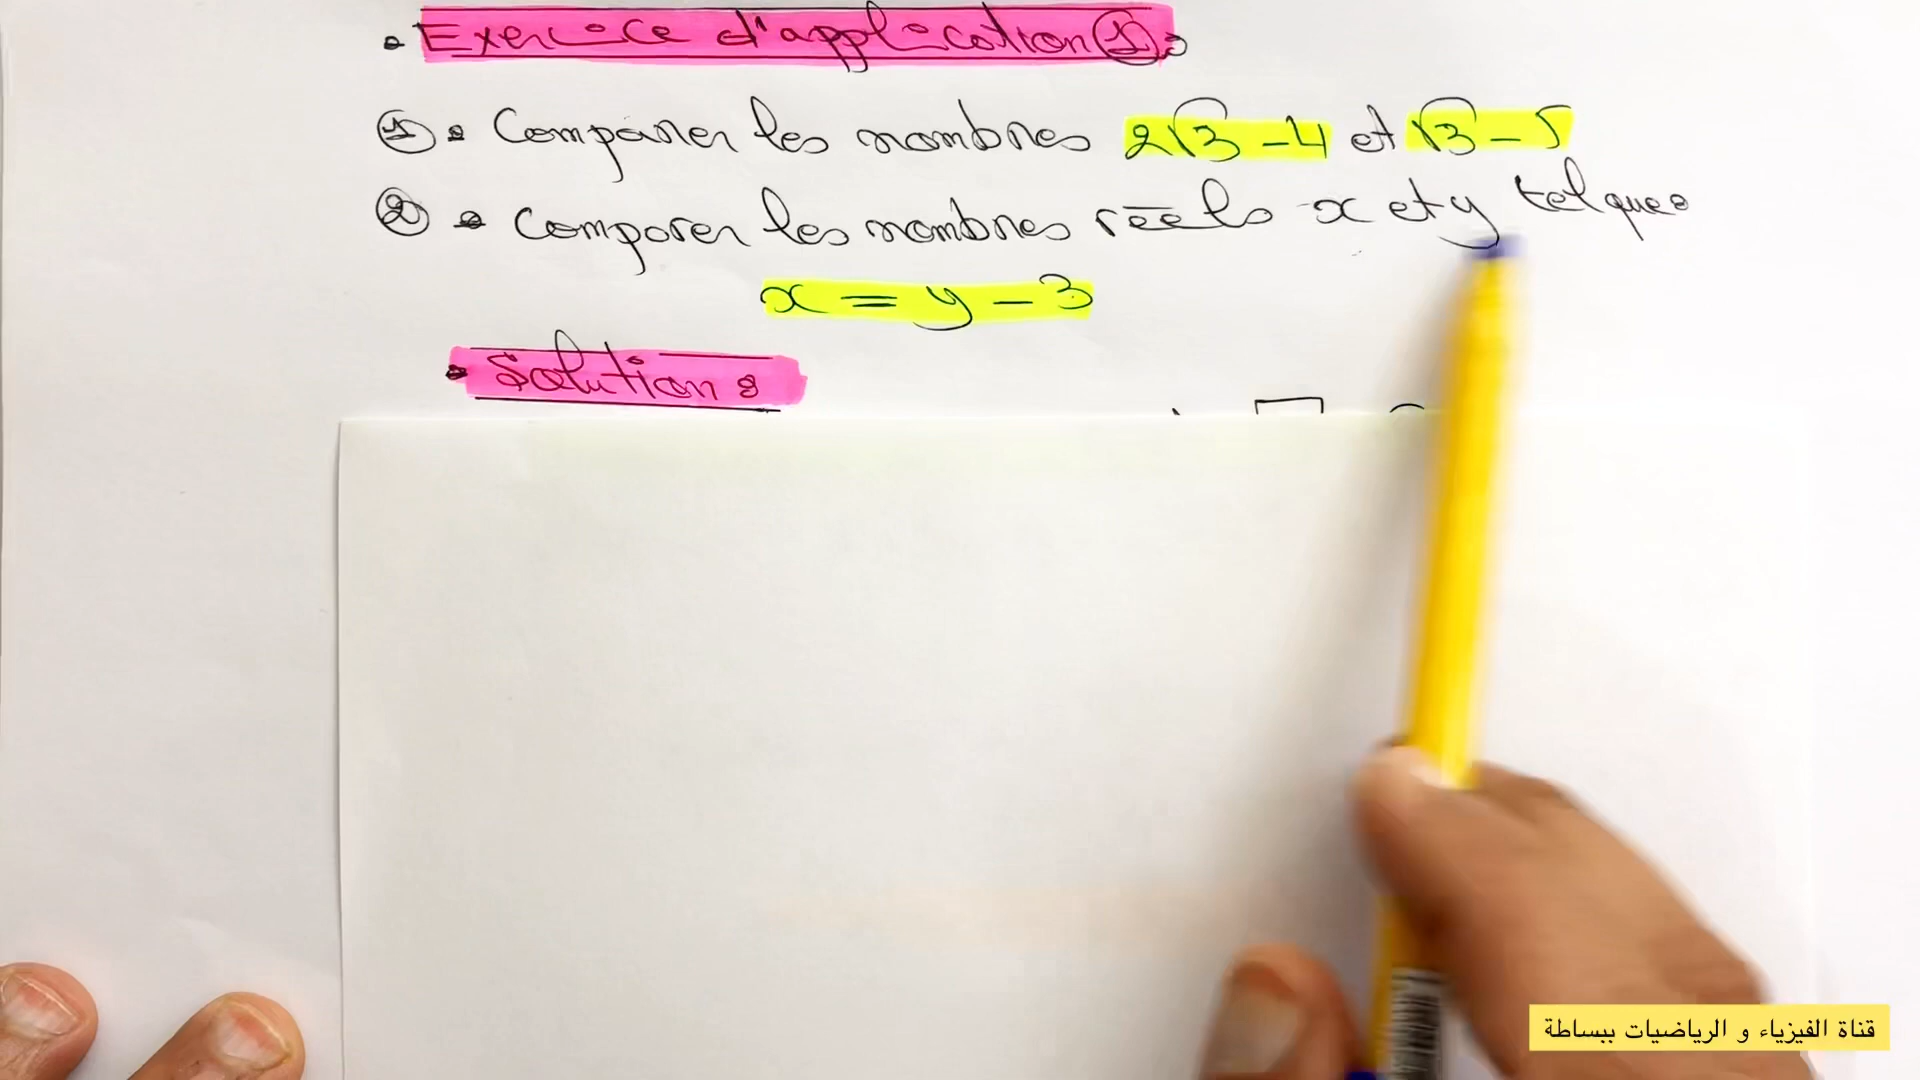 • Exercice d'application ① :
① • Comparer les nombres 2√3 - 4 et √3 - 5
② • Comparer les nombres réels x et y tel que :
x = y - 3
• Solution :
قناة الفيزياء و الرياضيات ببساطة